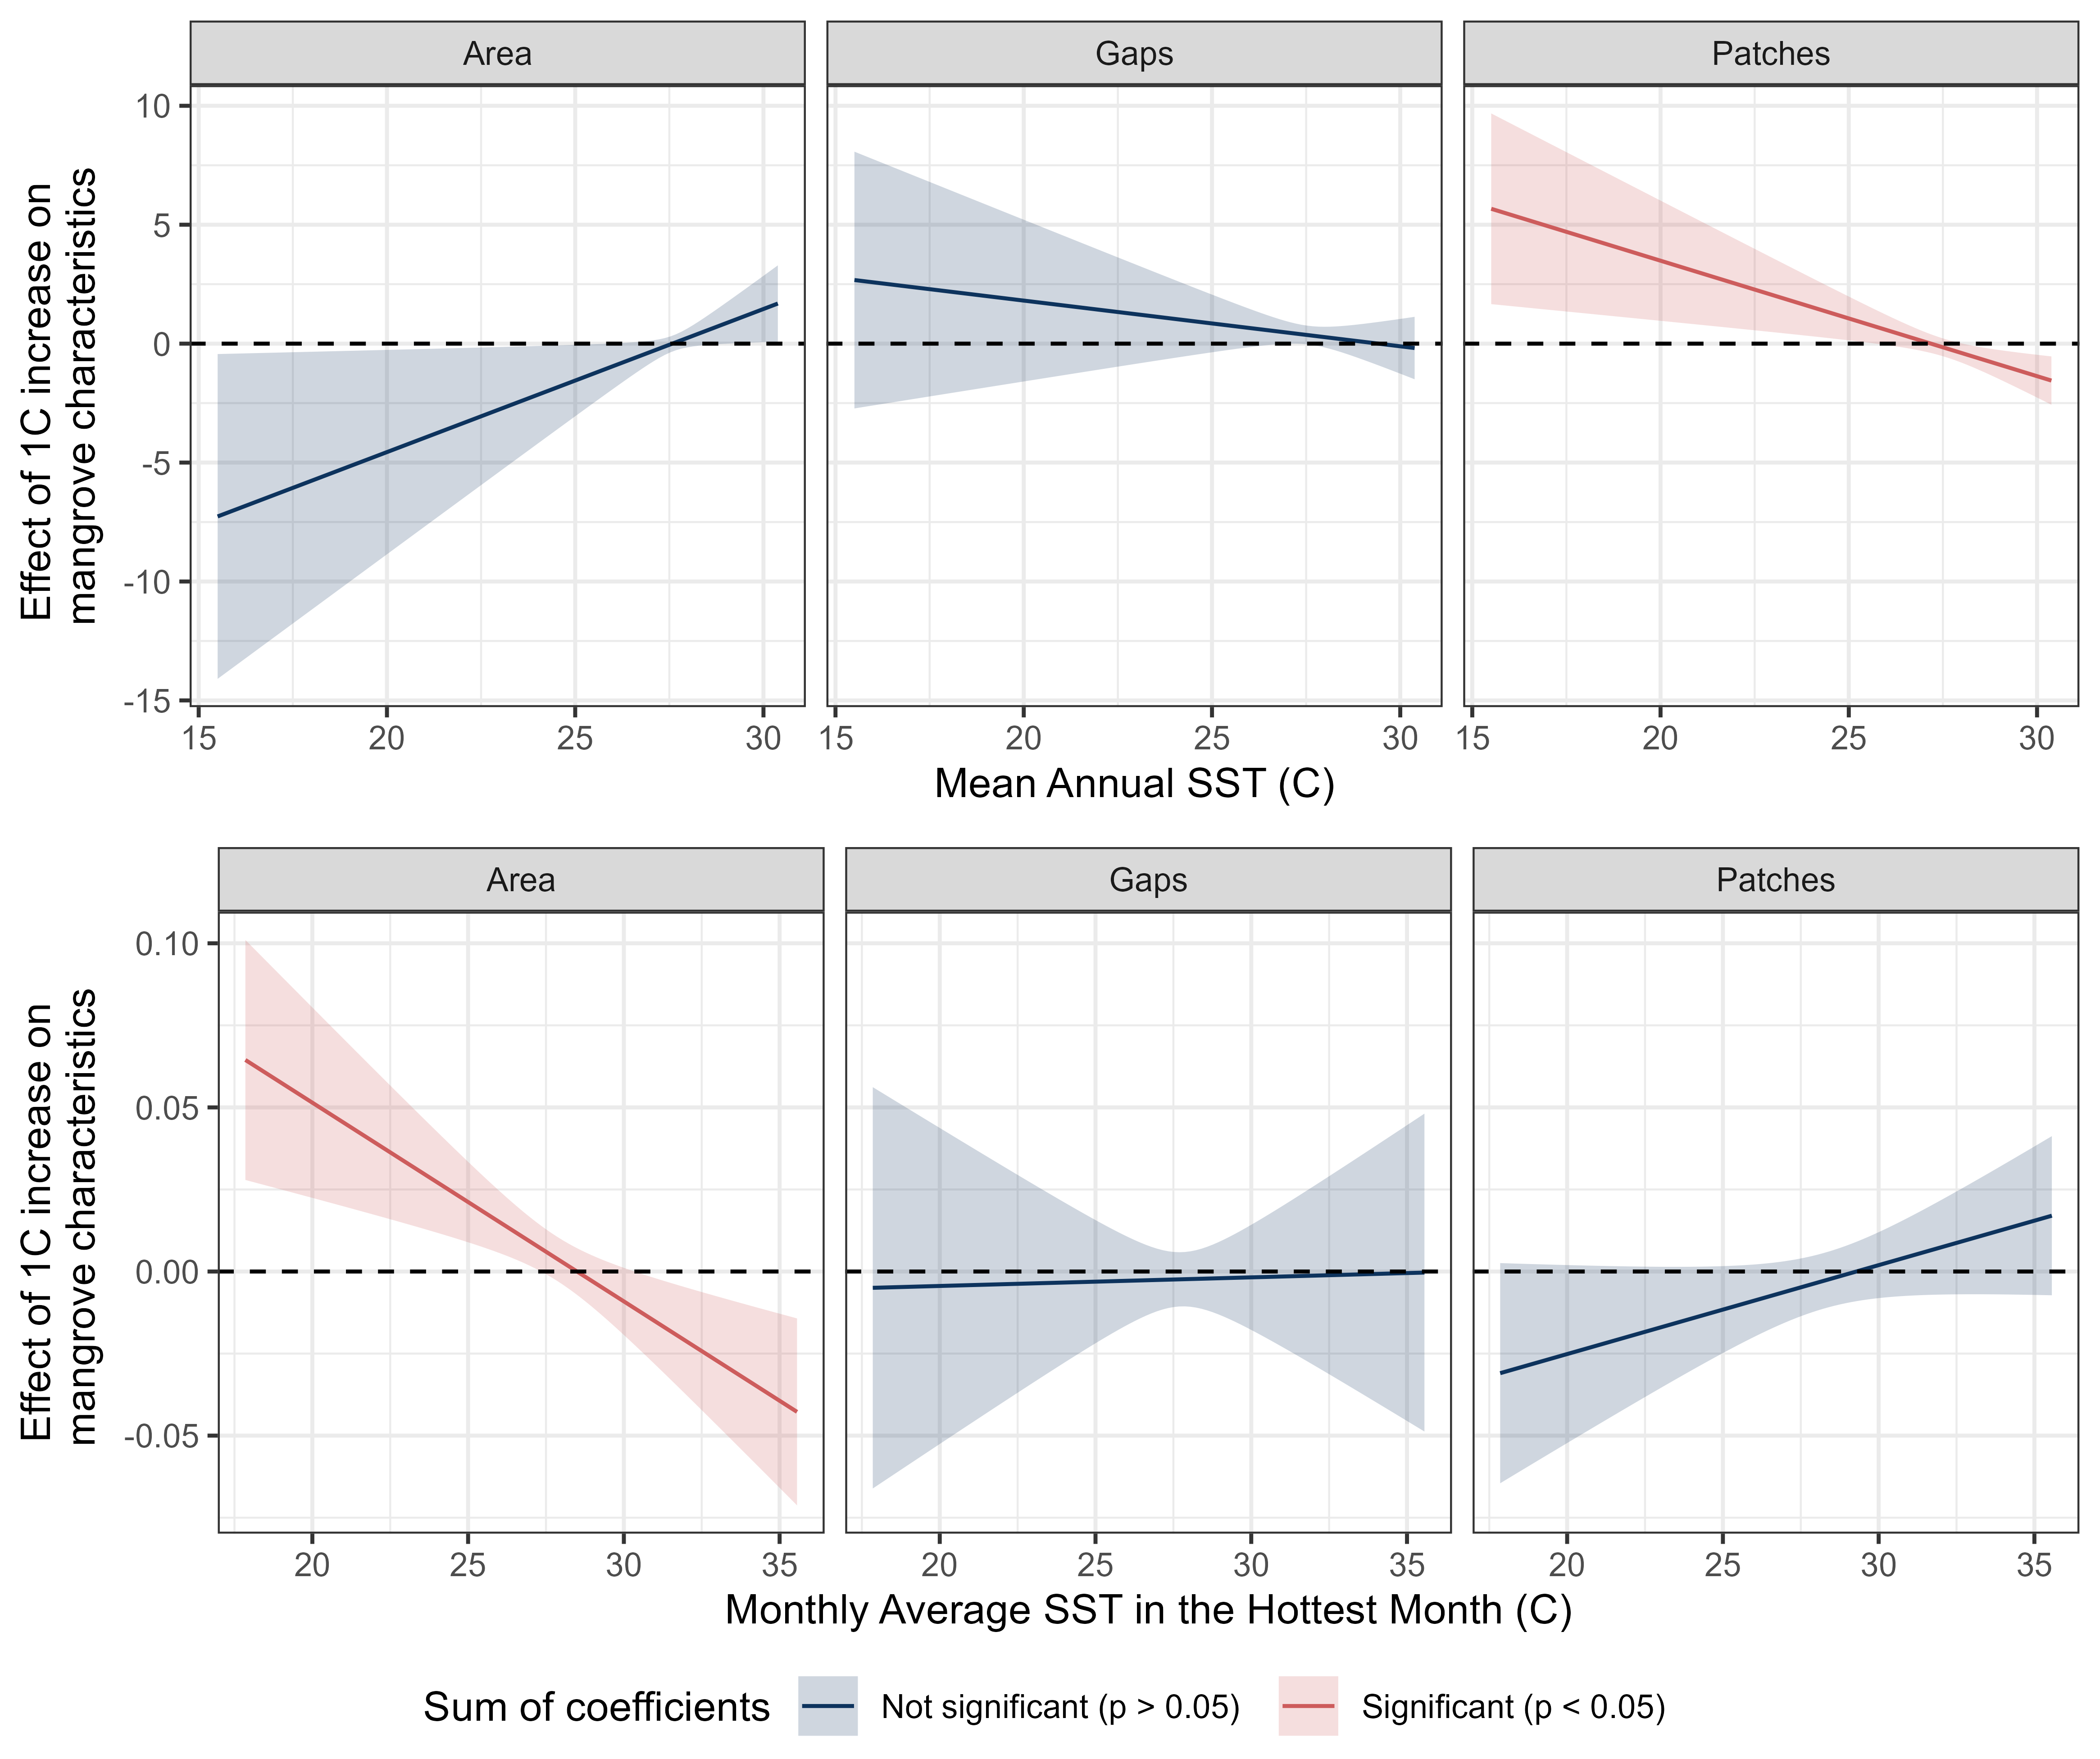 Area Gaps Patches
10
5
0
-5
-10
-15
Effect of 1C increase on
mangrove characteristics
15 20 25 30 15 20 25 30 15 20 25 30
Mean Annual SST (C)
Area Gaps Patches
0.10
0.05
0.00
-0.05
Effect of 1C increase on
mangrove characteristics
20 25 30 35 20 25 30 35 20 25 30 35
Monthly Average SST in the Hottest Month (C)
Sum of coefficients Not significant (p > 0.05) Significant (p < 0.05)